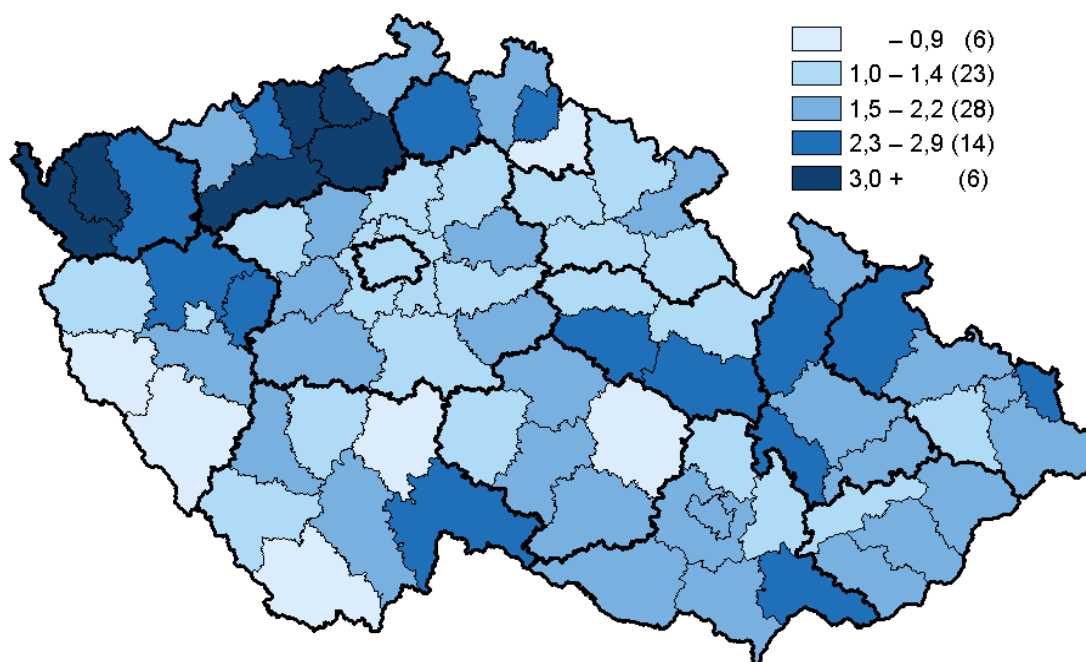 – 0,9 (6)
1,0 – 1,4 (23)
1,5 – 2,2 (28)
2,3 – 2,9 (14)
3,0 + (6)